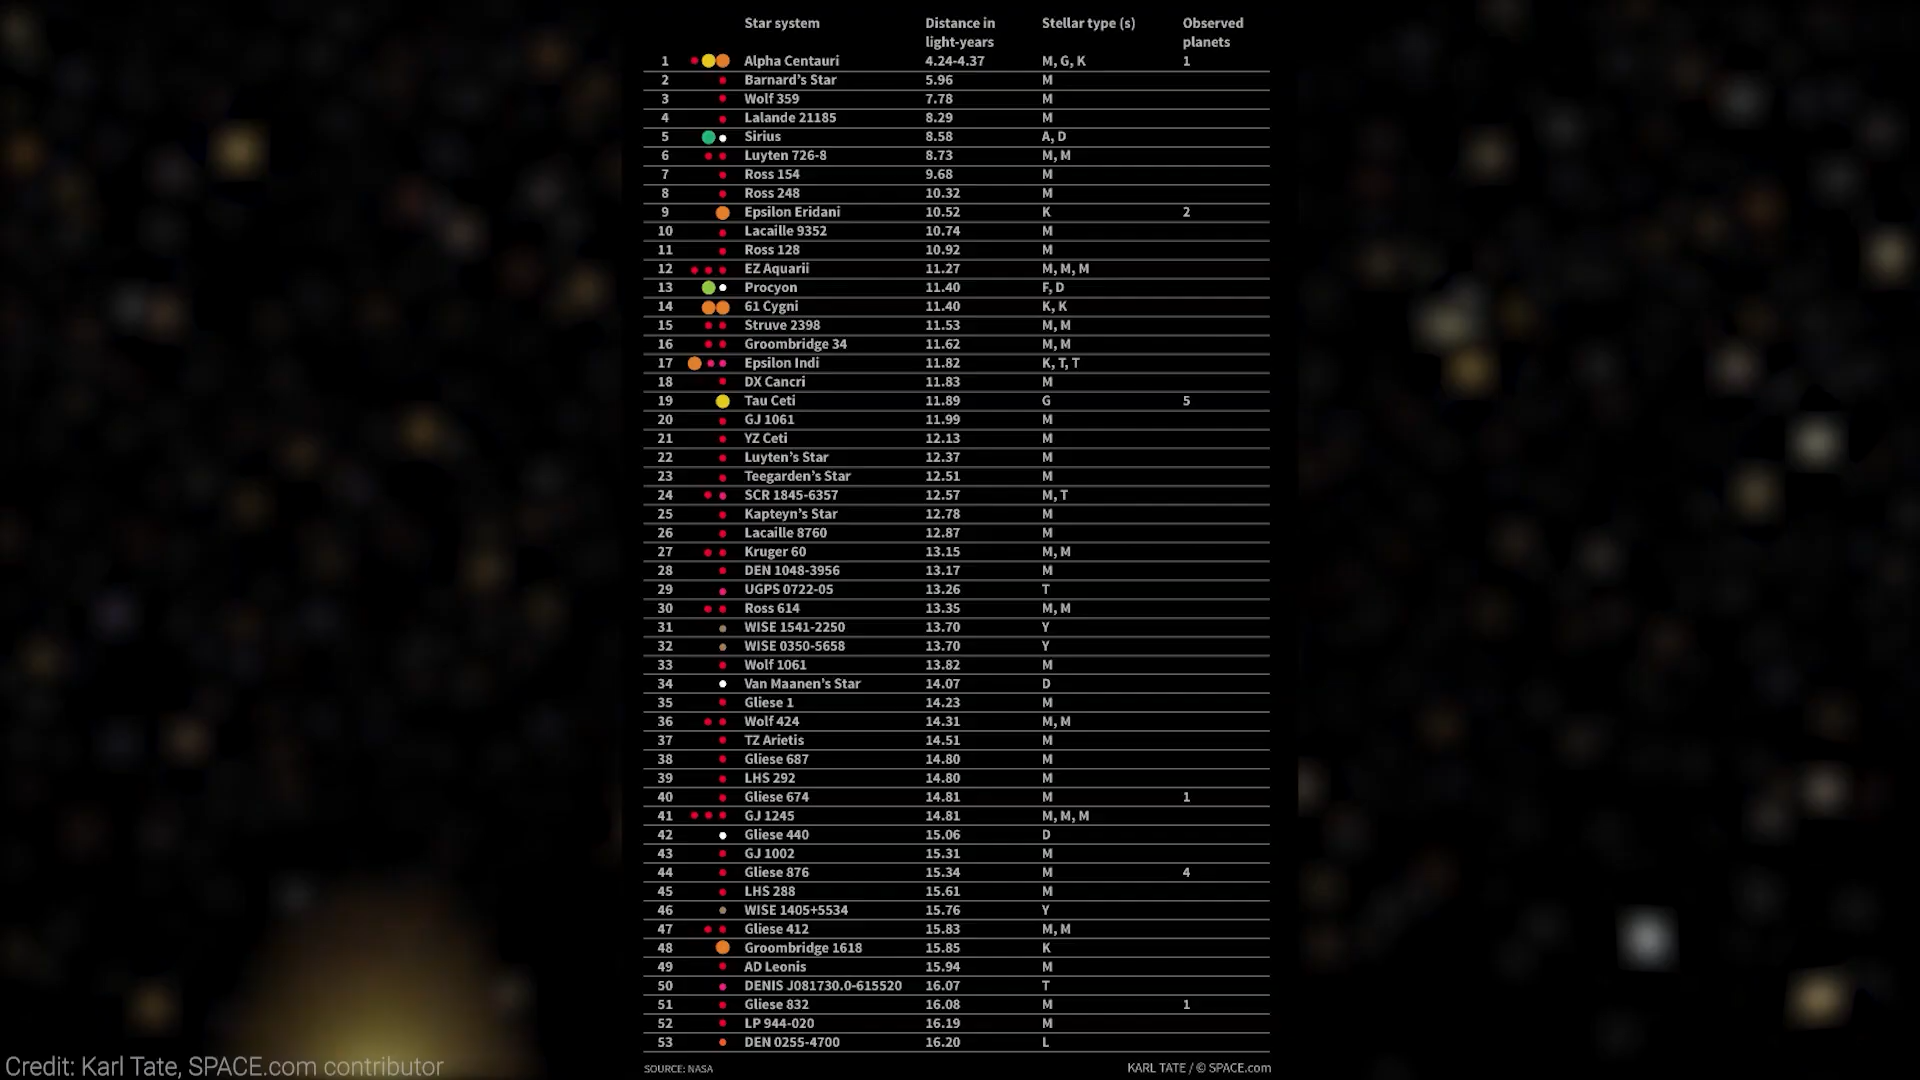 Star system Distance in light-years Stellar type (s) Observed planets
1 Alpha Centauri 4.24-4.37 M, G, K 1
2 Barnard’s Star 5.96 M
3 Wolf 359 7.78 M
4 Lalande 21185 8.29 M
5 Sirius 8.58 A, D
6 Luyten 726-8 8.73 M, M
7 Ross 154 9.68 M
8 Ross 248 10.32 M
9 Epsilon Eridani 10.52 K 2
10 Lacaille 9352 10.74 M
11 Ross 128 10.92 M
12 EZ Aquarii 11.27 M, M, M
13 Procyon 11.40 F, D
14 61 Cygni 11.40 K, K
15 Struve 2398 11.53 M, M
16 Groombridge 34 11.62 M, M
17 Epsilon Indi 11.82 K, T, T
18 DX Cancri 11.83 M
19 Tau Ceti 11.89 G 5
20 GJ 1061 11.99 M
21 YZ Ceti 12.13 M
22 Luyten’s Star 12.37 M
23 Teegarden’s Star 12.51 M
24 SCR 1845-6357 12.57 M, T
25 Kapteyn’s Star 12.78 M
26 Lacaille 8760 12.87 M
27 Kruger 60 13.15 M, M
28 DEN 1048-3956 13.17 M
29 UGPS 0722-05 13.26 T
30 Ross 614 13.35 M, M
31 WISE 1541-2250 13.70 Y
32 WISE 0350-5658 13.70 Y
33 Wolf 1061 13.82 M
34 Van Maanen’s Star 14.07 D
35 Gliese 1 14.23 M
36 Wolf 424 14.31 M, M
37 TZ Arietis 14.51 M
38 Gliese 687 14.80 M
39 LHS 292 14.80 M
40 Gliese 674 14.81 M 1
41 GJ 1245 14.81 M, M, M
42 Gliese 440 15.06 D
43 GJ 1002 15.31 M
44 Gliese 876 15.34 M 4
45 LHS 288 15.61 M
46 WISE 1405+5534 15.76 Y
47 Gliese 412 15.83 M, M
48 Groombridge 1618 15.85 K
49 AD Leonis 15.94 M
50 DENIS J081730.0-615520 16.07 T
51 Gliese 832 16.08 M 1
52 LP 944-020 16.19 M
53 DEN 0255-4700 16.20 L
SOURCE: NASA KARL TATE / © SPACE.com
Credit: Karl Tate, SPACE.com contributor